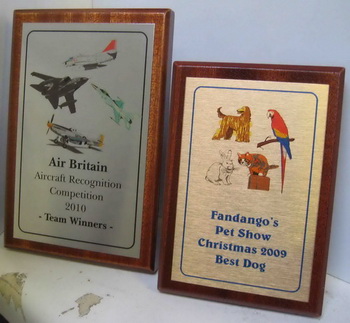 Air Britain
Aircraft Recognition
Competition
2010
- Team Winners -
Fandango's
Pet Show
Christmas 2009
Best Dog